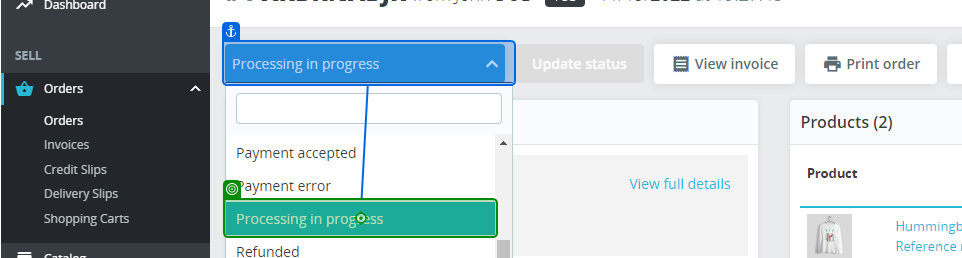 Dashboard
SELL
Orders
Orders
Invoices
Credit Slips
Delivery Slips
Shopping Carts
Catalog
Processing in progress
Update status
View invoice
Print order
Payment accepted
Payment error
Processing in progress
Refunded
View full details
Products (2)
Product
Hummingb
Reference